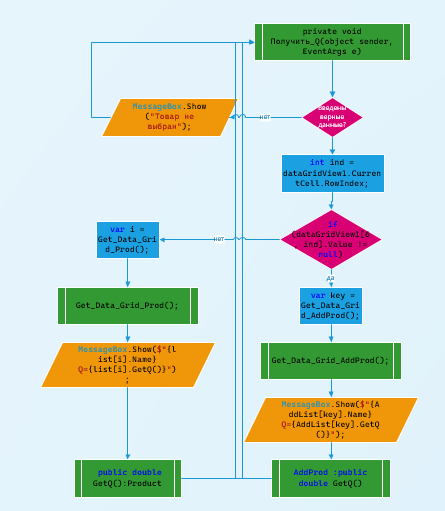 private void
Получить_Q(object sender,
EventArgs e)
MessageBox.Show
("Товар не
выбран");
нет
Введены
верные
данные?
int ind =
dataGridView1.Curren
tCell.RowIndex;
var i =
Get_Data_Gri
d_Prod();
нет
if
(dataGridView1[6,
ind].Value !=
null)
да
var key =
Get_Data_Gri
d_AddProd();
Get_Data_Grid_Prod();
MessageBox.Show($"{l
ist[i].Name}
Q={list[i].GetQ()}")
;
Get_Data_Grid_AddProd();
MessageBox.Show($"{A
ddList[key].Name}
Q={AddList[key].GetQ
()}");
public double
GetQ():Product
AddProd :public
double GetQ()